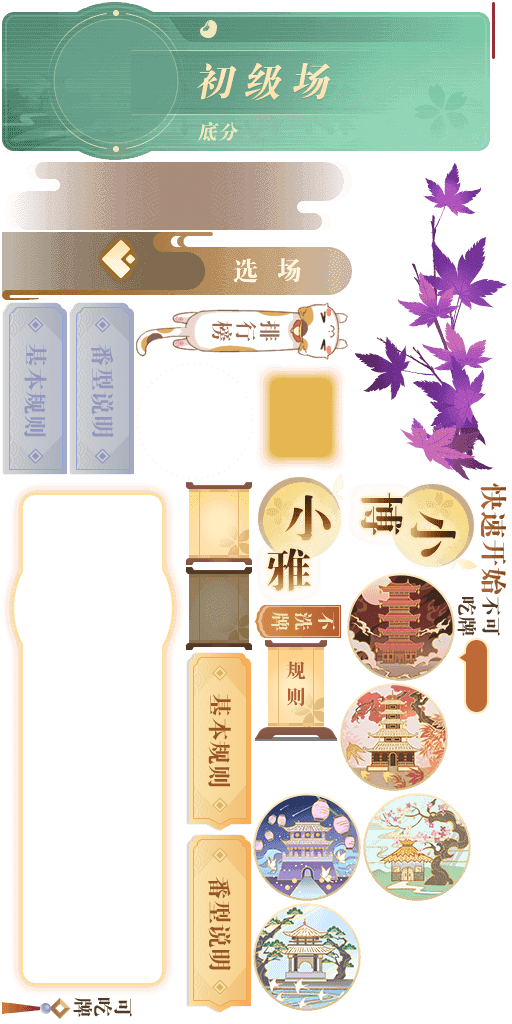 初级场
底分
选场
排行榜
基本规则
番型说明
小雅
小博
快速开始
不可
吃牌
不洗牌
规则
基本规则
番型说明
可吃牌